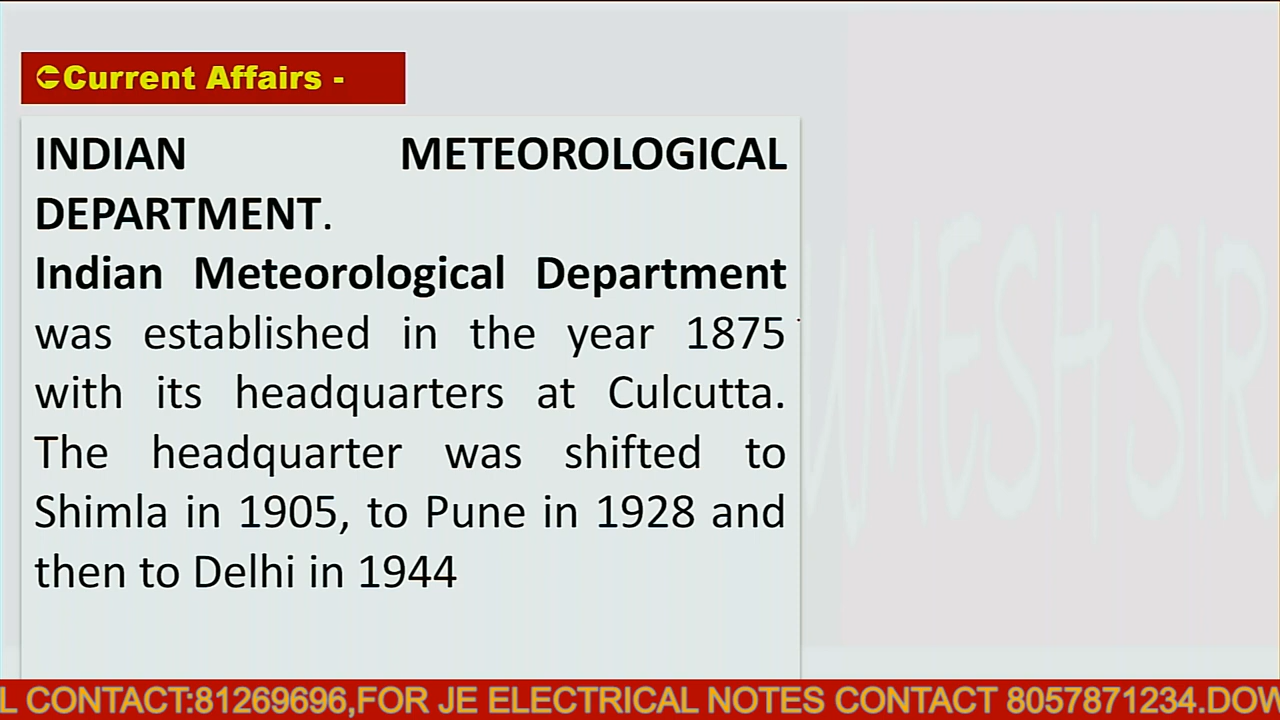 ➲Current Affairs -
INDIAN METEOROLOGICAL
DEPARTMENT.
Indian Meteorological Department
was established in the year 1875
with its headquarters at Culcutta.
The headquarter was shifted to
Shimla in 1905, to Pune in 1928 and
then to Delhi in 1944
UMESH SIR
L CONTACT:81269696,FOR JE ELECTRICAL NOTES CONTACT 8057871234.DOW